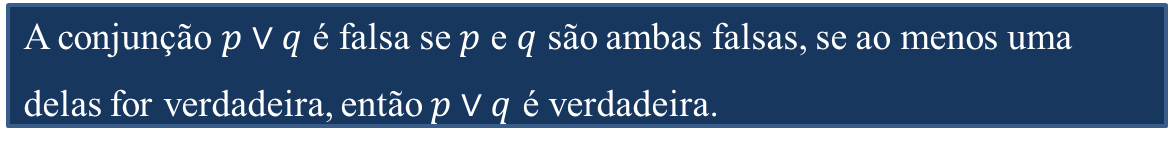 A conjunção p ∨ q é falsa se p e q são ambas falsas, se ao menos uma
delas for verdadeira, então p ∨ q é verdadeira.